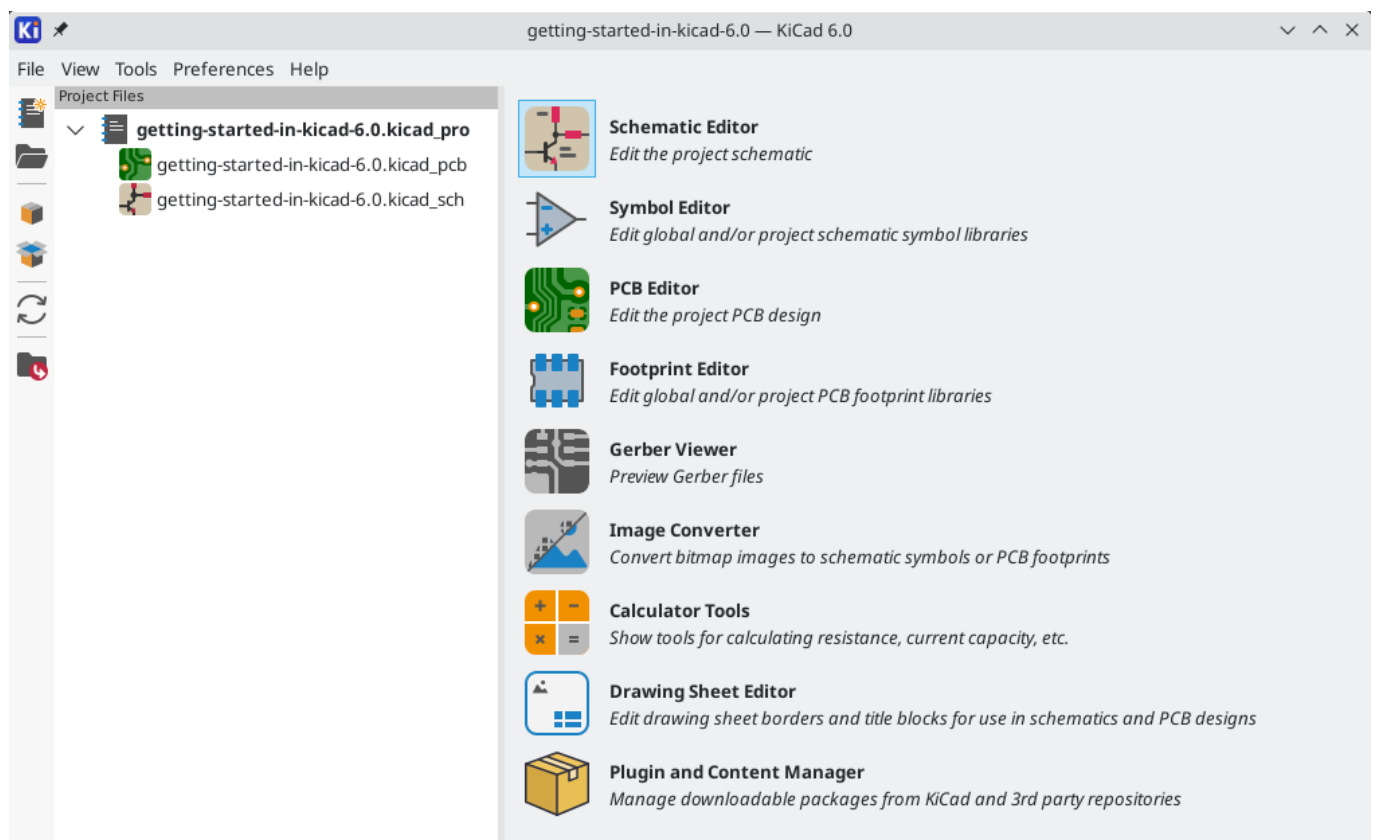 Ki
getting-started-in-kicad-6.0 — KiCad 6.0
File View Tools Preferences Help
Project Files
getting-started-in-kicad-6.0.kicad_pro
getting-started-in-kicad-6.0.kicad_pcb
getting-started-in-kicad-6.0.kicad_sch
Schematic Editor
Edit the project schematic
Symbol Editor
Edit global and/or project schematic symbol libraries
PCB Editor
Edit the project PCB design
Footprint Editor
Edit global and/or project PCB footprint libraries
Gerber Viewer
Preview Gerber files
Image Converter
Convert bitmap images to schematic symbols or PCB footprints
Calculator Tools
Show tools for calculating resistance, current capacity, etc.
Drawing Sheet Editor
Edit drawing sheet borders and title blocks for use in schematics and PCB designs
Plugin and Content Manager
Manage downloadable packages from KiCad and 3rd party repositories